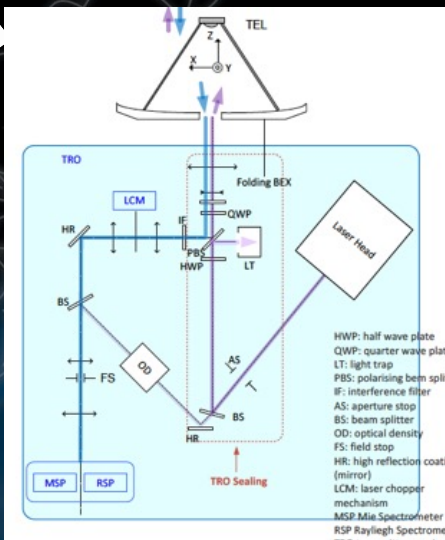 TEL
Z
X
Y
TRO
Folding BEX
LCM
QWP
IF
HR
PBS
HWP
LT
Laser Head
BS
AS
OD
FS
BS
HR
MSP
RSP
TRO Sealing
HWP: half wave plate
QWP: quarter wave plat
LT: light trap
PBS: polarising bem spli
IF: interference filter
AS: aperture stop
BS: beam splitter
OD: optical density
FS: field stop
HR: high reflection coati
(mirror)
LCM: laser chopper
mechanism
MSP Mie Spectrometer
RSP Rayliegh Spectrome